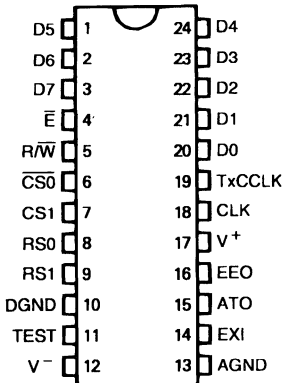 D5 1 24 D4
D6 2 23 D3
D7 3 22 D2
E̅ 4 21 D1
R/W̅ 5 20 D0
C̅S̅0̅ 6 19 TxCCLK
CS1 7 18 CLK
RS0 8 17 V⁺
RS1 9 16 EEO
DGND 10 15 ATO
TEST 11 14 EXI
V⁻ 12 13 AGND